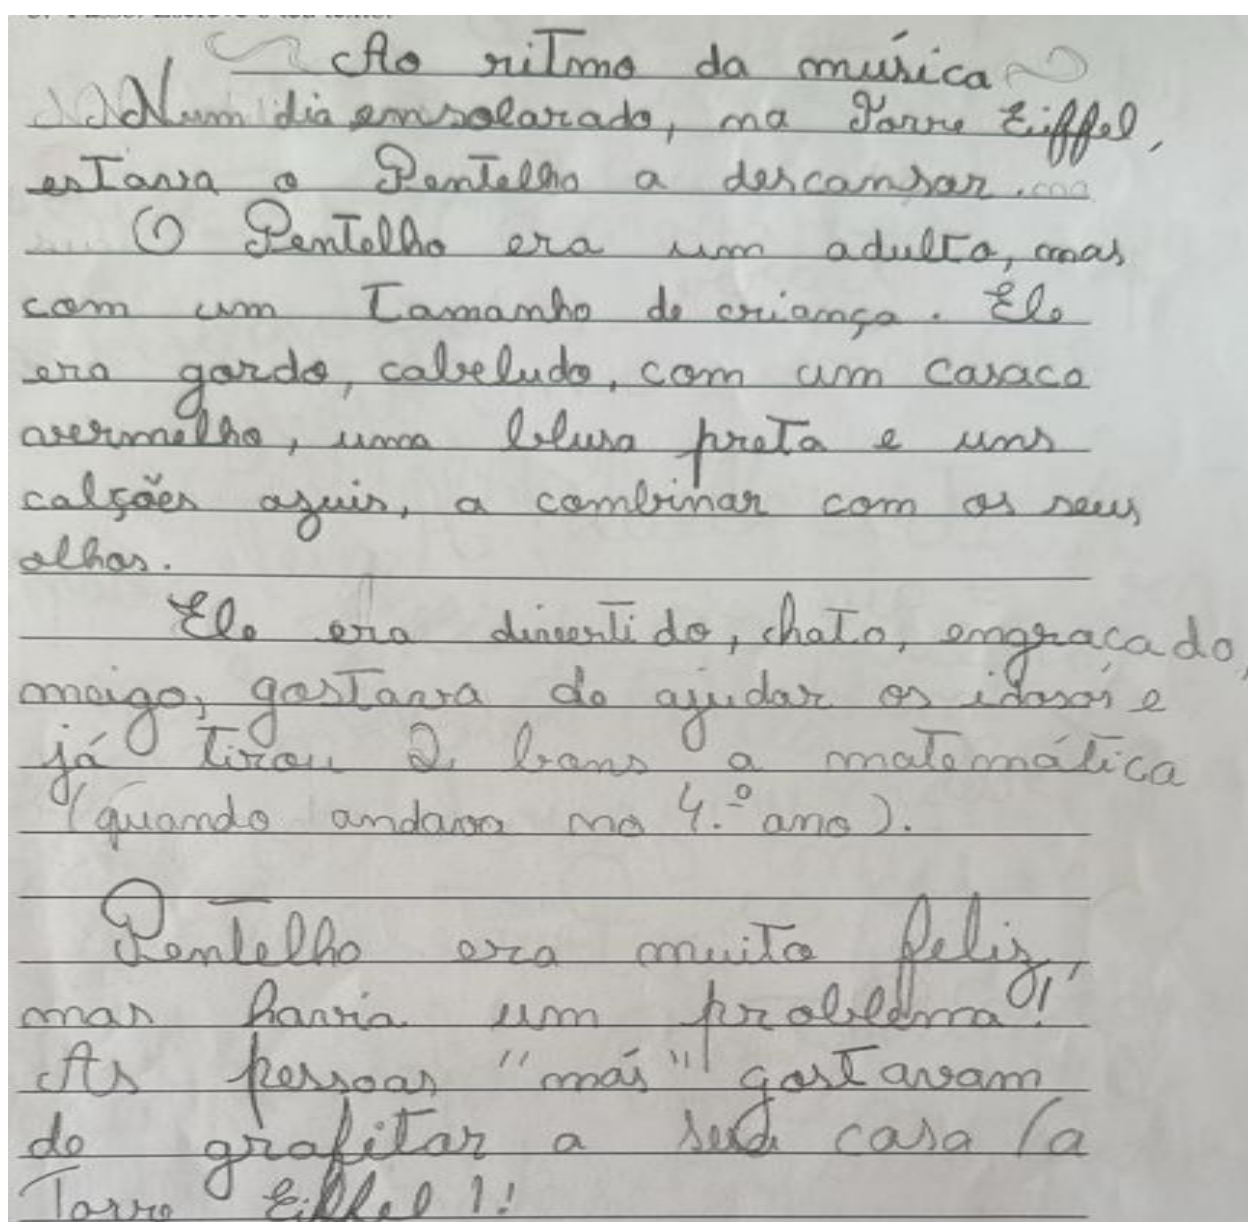 Ao ritmo da música
Num dia ensolarado, na Torre Eiffel,
estava o Pentelho a descansar.
O Pentelho era um adulto, mas
com um tamanho de criança. Ele
era gordo, cabeludo, com um casaco
avermelho, uma blusa preta e uns
calções azuis, a combinar com os seus
olhos.
Ele era divertido, chato, engraçado,
meigo, gostava de ajudar os idosos e
já tirou 2 bons a matemática
(quando andava no 4.º ano).
Pentelho era muito feliz,
mas havia um problema!
As pessoas "más" gostavam
de grafitar a sua casa (a
Torre Eiffel)!